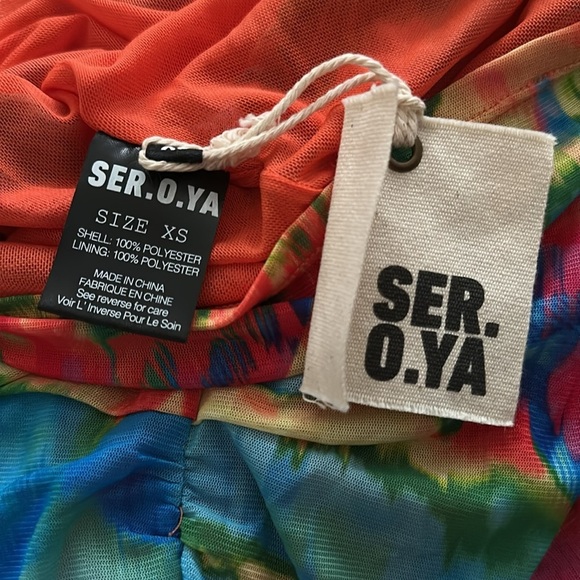 SER.O.YA
SIZE XS
SHELL: 100% POLYESTER
LINING: 100% POLYESTER
MADE IN CHINA
FABRIQUE EN CHINE
See reverse for care
Voir L' Inverse Pour Le Soin
SER.
O.YA